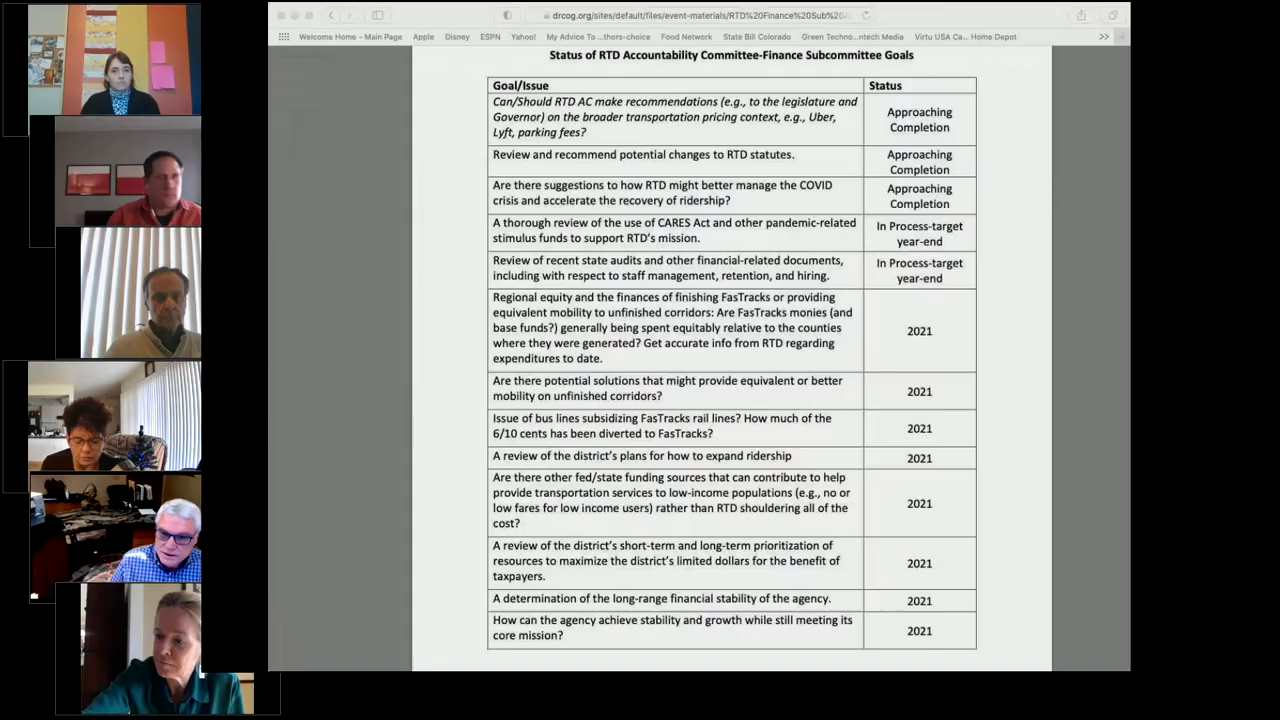 drcog.org/sites/default/files/event-materials/RTD%20Finance%20Sub%20
Welcome Home - Main Page Apple Disney ESPN Yahoo! My Advice To ...thors-choice Food Network State Bill Colorado Green Techno...ntech Media Virtu USA Ca... Home Depot
Status of RTD Accountability Committee-Finance Subcommittee Goals
Goal/Issue Status
Can/Should RTD AC make recommendations (e.g., to the legislature and
Governor) on the broader transportation pricing context, e.g., Uber,
Lyft, parking fees?
Approaching
Completion
Review and recommend potential changes to RTD statutes.
Approaching
Completion
Are there suggestions to how RTD might better manage the COVID
crisis and accelerate the recovery of ridership?
Approaching
Completion
A thorough review of the use of CARES Act and other pandemic-related
stimulus funds to support RTD's mission.
In Process-target
year-end
Review of recent state audits and other financial-related documents,
including with respect to staff management, retention, and hiring.
In Process-target
year-end
Regional equity and the finances of finishing FasTracks or providing
equivalent mobility to unfinished corridors: Are FasTracks monies (and
base funds?) generally being spent equitably relative to the counties
where they were generated? Get accurate info from RTD regarding
expenditures to date.
2021
Are there potential solutions that might provide equivalent or better
mobility on unfinished corridors?
2021
Issue of bus lines subsidizing FasTracks rail lines? How much of the
6/10 cents has been diverted to FasTracks?
2021
A review of the district's plans for how to expand ridership
2021
Are there other fed/state funding sources that can contribute to help
provide transportation services to low-income populations (e.g., no or
low fares for low income users) rather than RTD shouldering all of the
cost?
2021
A review of the district's short-term and long-term prioritization of
resources to maximize the district's limited dollars for the benefit of
taxpayers.
2021
A determination of the long-range financial stability of the agency.
2021
How can the agency achieve stability and growth while still meeting its
core mission?
2021